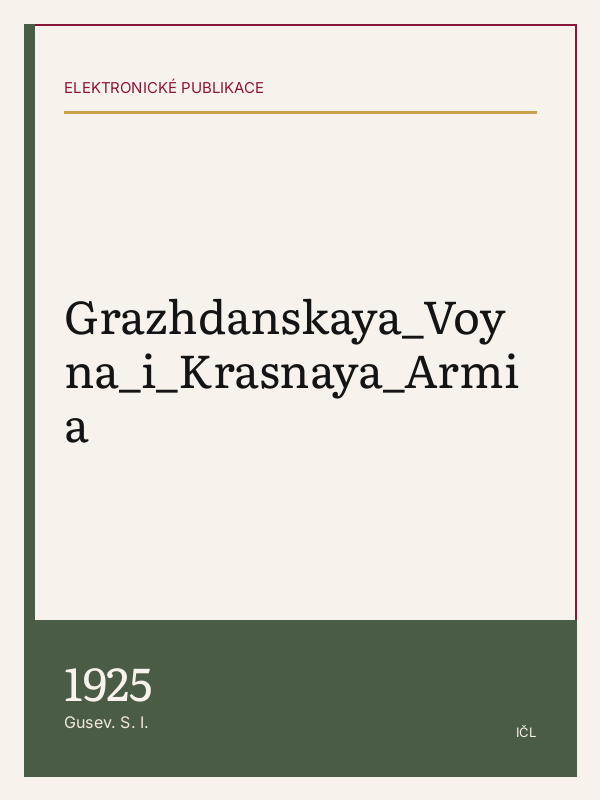 ELEKTRONICKÉ PUBLIKACE
Grazhdanskaya_Voy
na_i_Krasnaya_Armi
a
1925
Gusev. S. I.
IČL